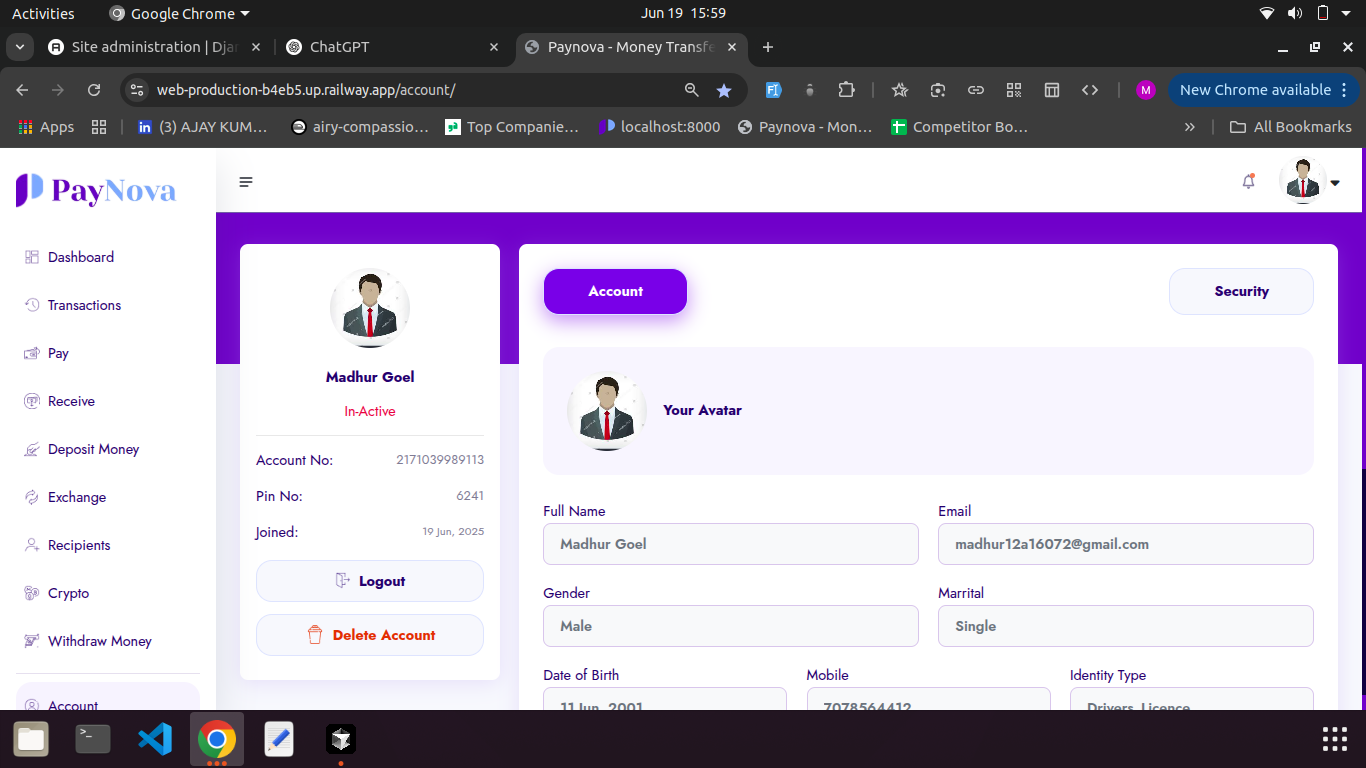 Activities Google Chrome Jun 19 15:59
Site administration | Djan ChatGPT Paynova - Money Transfe
web-production-b4eb5.up.railway.app/account/ M New Chrome available
Apps (3) AJAY KUM... airy-compassio... Top Companie... localhost:8000 Paynova - Mon... Competitor Bo... » All Bookmarks
PayNova
Dashboard
Transactions
Pay
Receive
Deposit Money
Exchange
Recipients
Crypto
Withdraw Money
Account
Madhur Goel
In-Active
Account No: 2171039989113
Pin No: 6241
Joined: 19 Jun, 2025
Logout
Delete Account
Account Security
Your Avatar
Full Name Email
Madhur Goel madhur12a16072@gmail.com
Gender Marrital
Male Single
Date of Birth Mobile Identity Type
11 Jun, 2001 7078564412 Drivers Licence